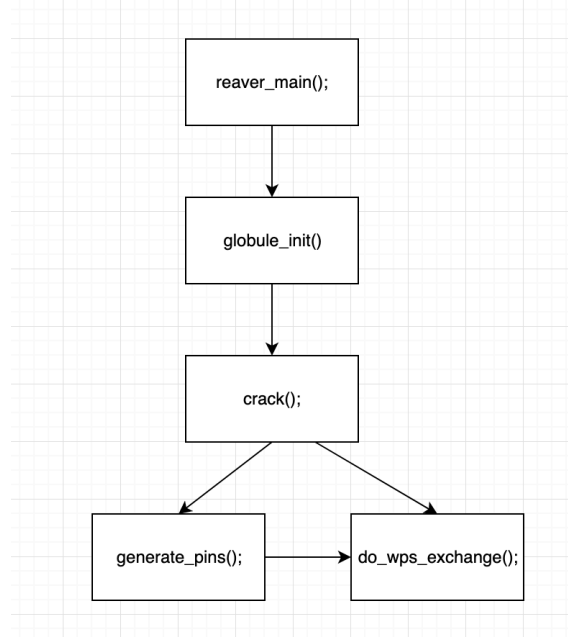 reaver_main();
globule_init()
crack();
generate_pins();
do_wps_exchange();